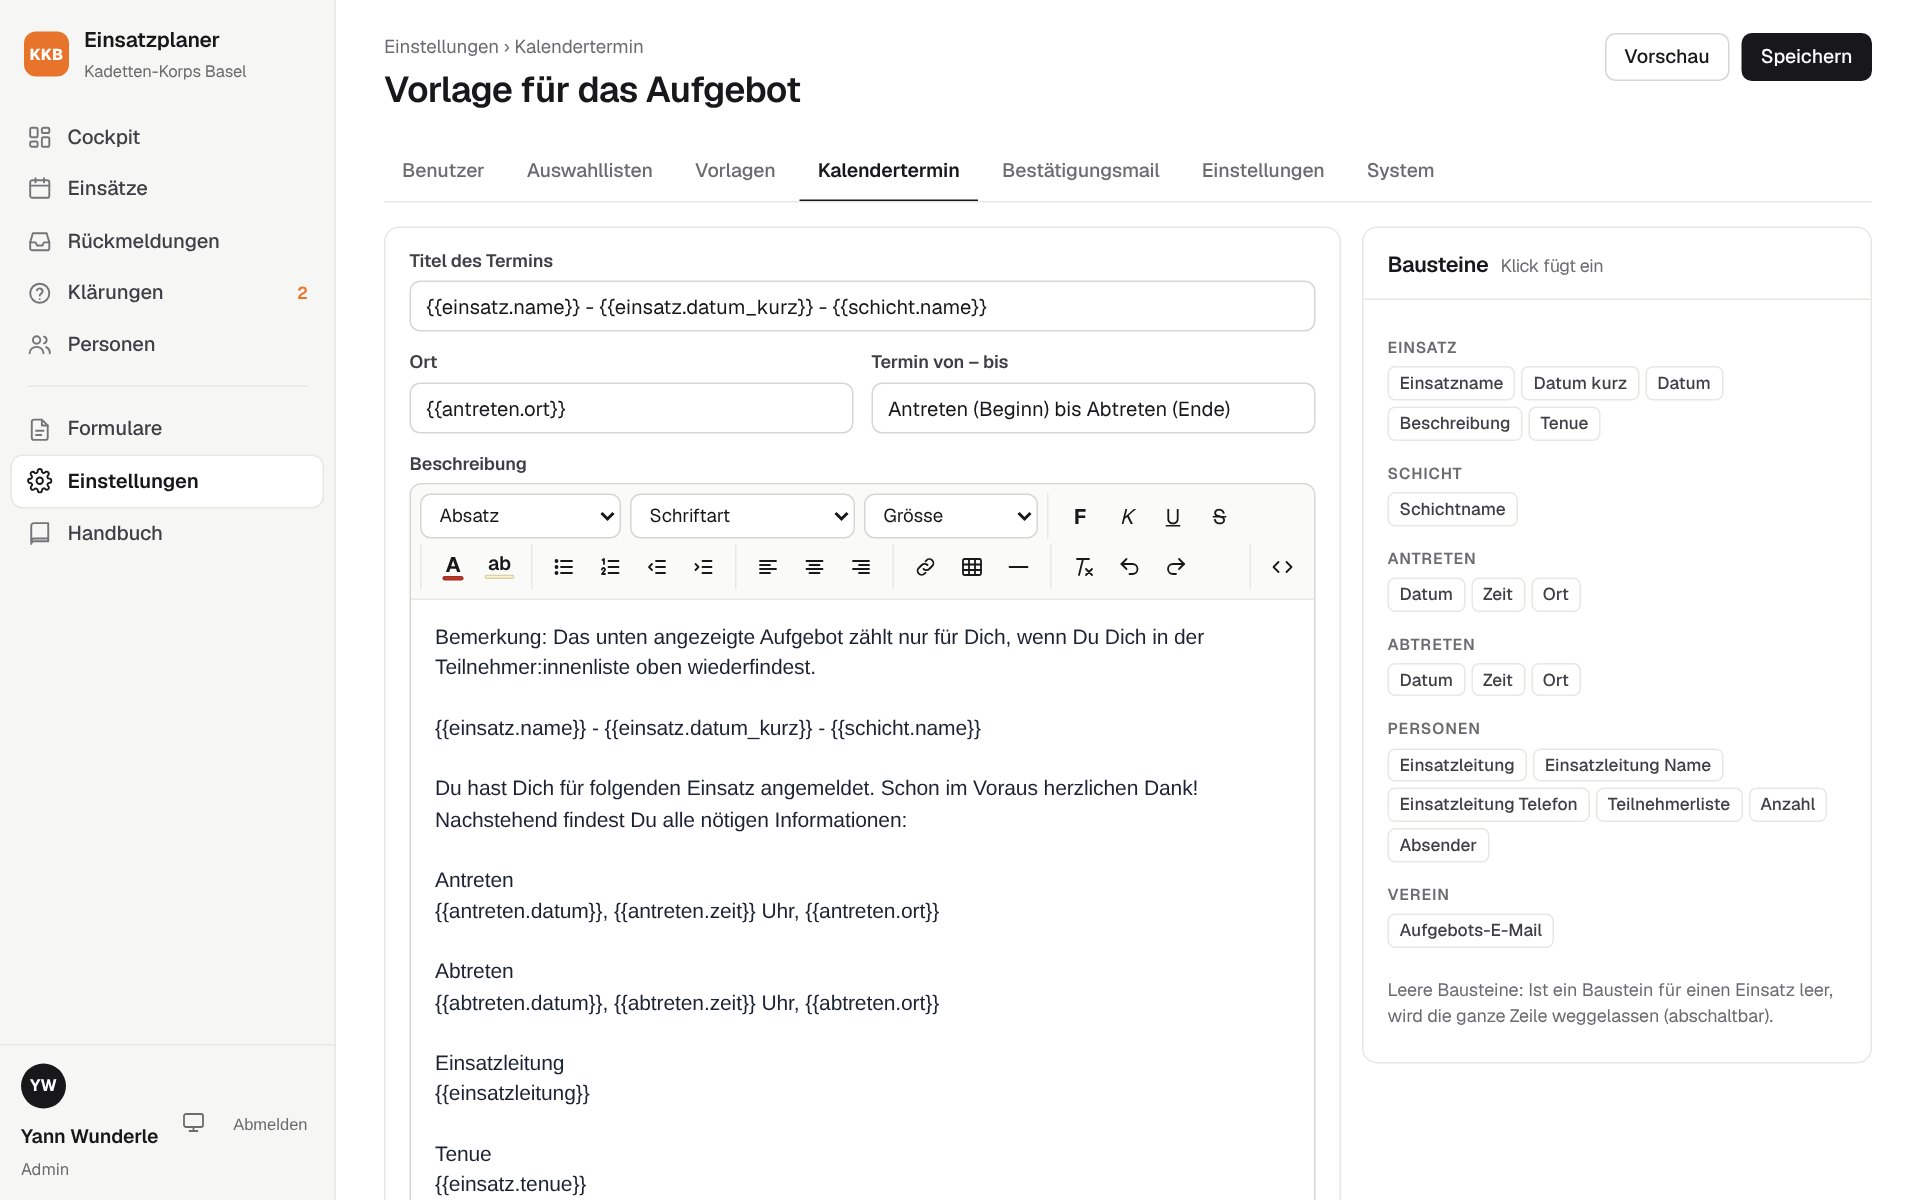 KKB
Einsatzplaner
Kadetten-Korps Basel
Cockpit
Einsätze
Rückmeldungen
Klärungen 2
Personen
Formulare
Einstellungen
Handbuch
YW
Yann Wunderle
Admin
Abmelden
Einstellungen › Kalendertermin
Vorlage für das Aufgebot
Vorschau
Speichern
Benutzer Auswahllisten Vorlagen Kalendertermin Bestätigungsmail Einstellungen System
Titel des Termins
{{einsatz.name}} - {{einsatz.datum_kurz}} - {{schicht.name}}
Ort
{{antreten.ort}}
Termin von – bis
Antreten (Beginn) bis Abtreten (Ende)
Beschreibung
Absatz Schriftart Grösse F K U S
A ab
Bemerkung: Das unten angezeigte Aufgebot zählt nur für Dich, wenn Du Dich in der
Teilnehmer:innenliste oben wiederfindest.
{{einsatz.name}} - {{einsatz.datum_kurz}} - {{schicht.name}}
Du hast Dich für folgenden Einsatz angemeldet. Schon im Voraus herzlichen Dank!
Nachstehend findest Du alle nötigen Informationen:
Antreten
{{antreten.datum}}, {{antreten.zeit}} Uhr, {{antreten.ort}}
Abtreten
{{abtreten.datum}}, {{abtreten.zeit}} Uhr, {{abtreten.ort}}
Einsatzleitung
{{einsatzleitung}}
Tenue
{{einsatz.tenue}}
Bausteine Klick fügt ein
EINSATZ
Einsatzname Datum kurz Datum
Beschreibung Tenue
SCHICHT
Schichtname
ANTRETEN
Datum Zeit Ort
ABTRETEN
Datum Zeit Ort
PERSONEN
Einsatzleitung Einsatzleitung Name
Einsatzleitung Telefon Teilnehmerliste Anzahl
Absender
VEREIN
Aufgebots-E-Mail
Leere Bausteine: Ist ein Baustein für einen Einsatz leer,
wird die ganze Zeile weggelassen (abschaltbar).